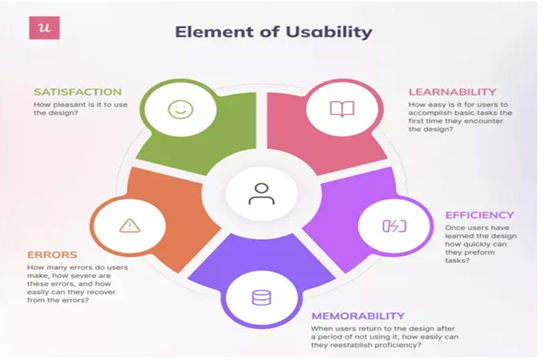 u
Element of Usability
SATISFACTION
How pleasant is it to use
the design?
LEARNABILITY
How easy is it for users to
accomplish basic tasks the
first time they encounter
the design?
EFFICIENCY
Once users have
learned the design
how quickly can
they preform
tasks?
ERRORS
How many errors do users
make, how severe are
these errors, and how
easily can they recover
from the errors?
MEMORABILITY
When users return to the design after
a period of not using it, how easily can
they reestablish proficiency?